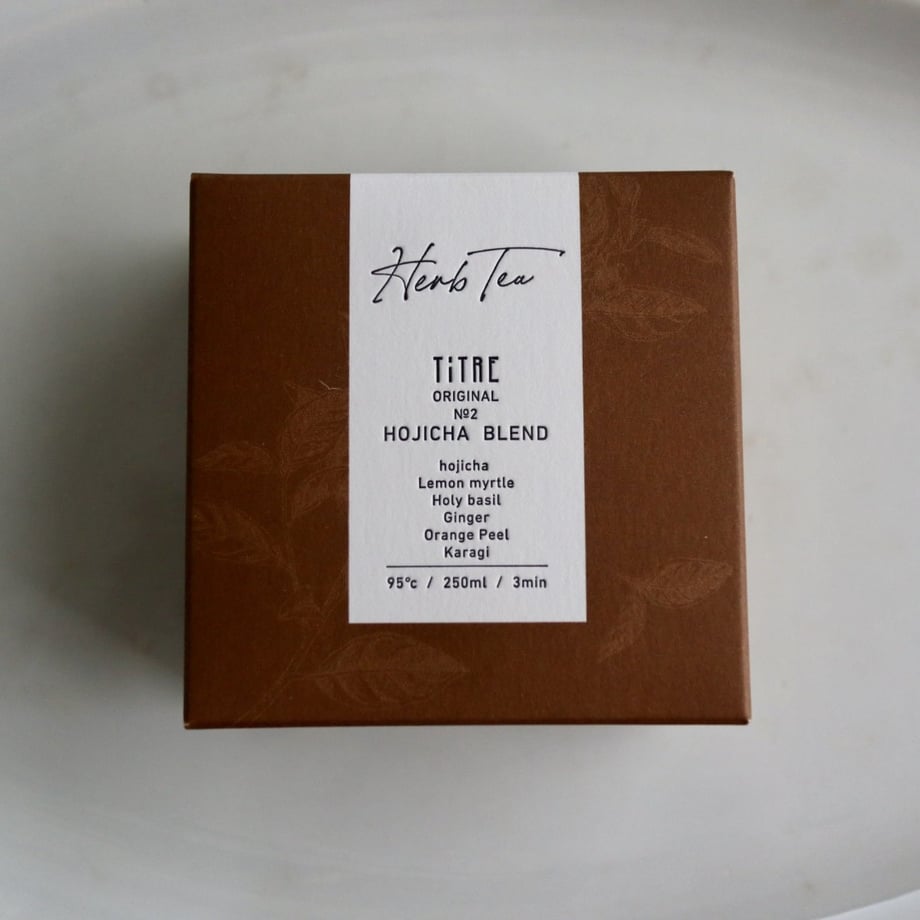 Herb Tea
TiTRE
ORIGINAL
№2
HOJICHA BLEND
hojicha
Lemon myrtle
Holy basil
Ginger
Orange Peel
Karagi
95°c / 250ml / 3min